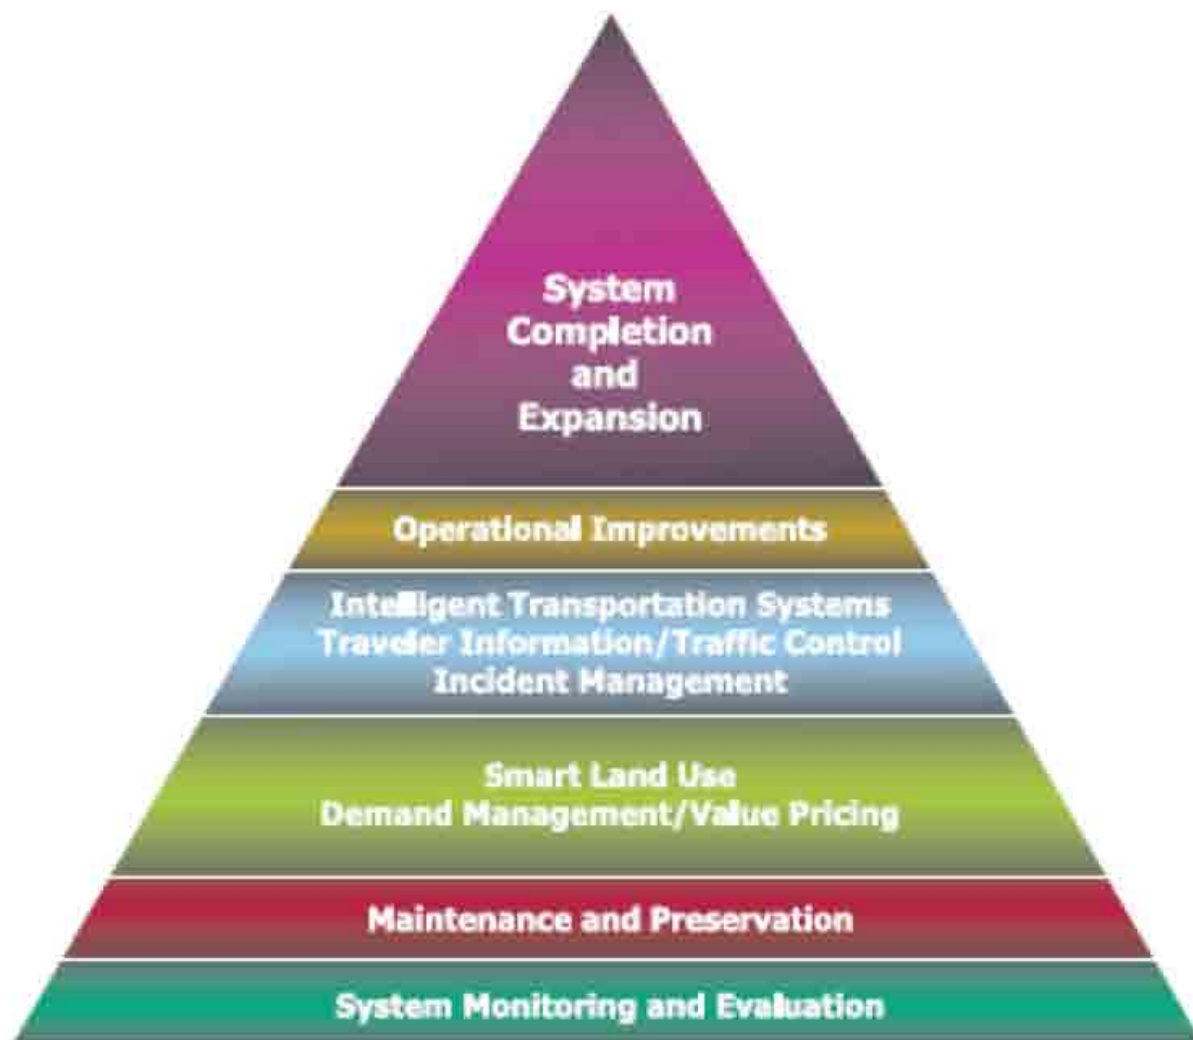 System
Completion
and
Expansion
Operational Improvements
Intelligent Transportation Systems
Traveler Information/Traffic Control
Incident Management
Smart Land Use
Demand Management/Value Pricing
Maintenance and Preservation
System Monitoring and Evaluation